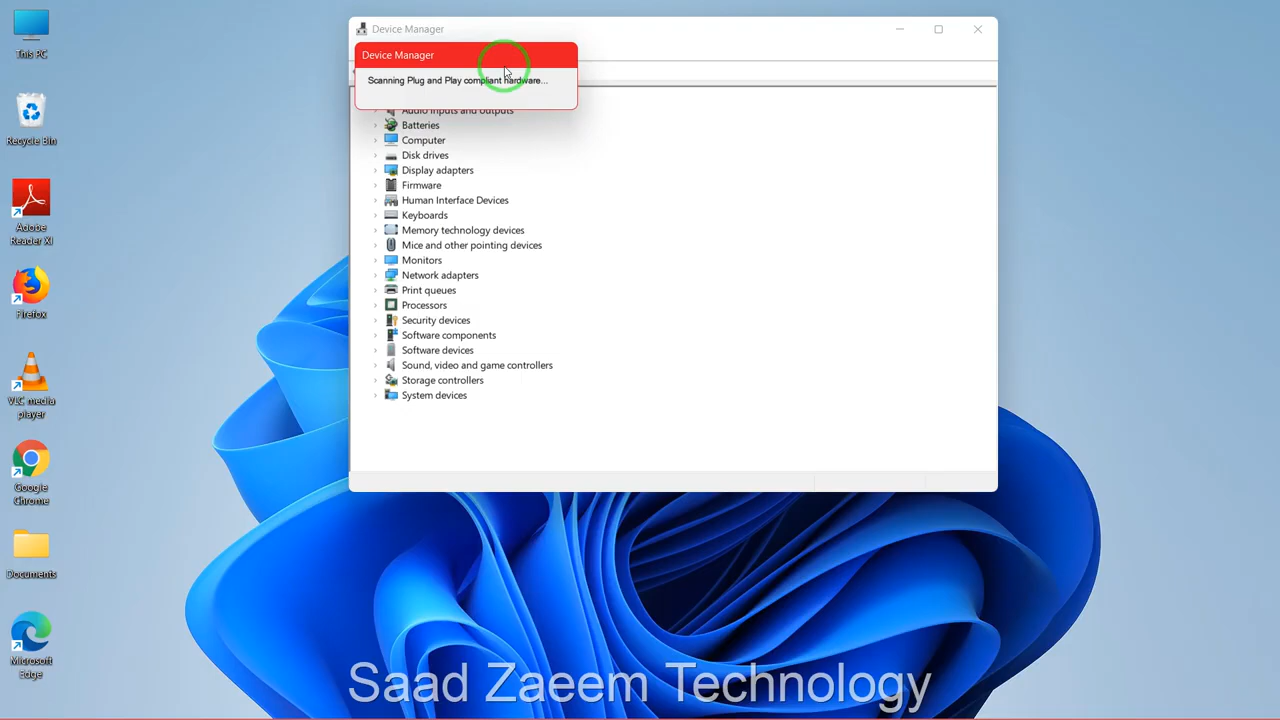 This PC
Recycle Bin
Adobe
Reader XI
Firefox
VLC media
player
Google
Chrome
Documents
Microsoft
Edge
Device Manager
Device Manager
Scanning Plug and Play compliant hardware...
Audio inputs and outputs
Batteries
Computer
Disk drives
Display adapters
Firmware
Human Interface Devices
Keyboards
Memory technology devices
Mice and other pointing devices
Monitors
Network adapters
Print queues
Processors
Security devices
Software components
Software devices
Sound, video and game controllers
Storage controllers
System devices
Saad Zaeem Technology